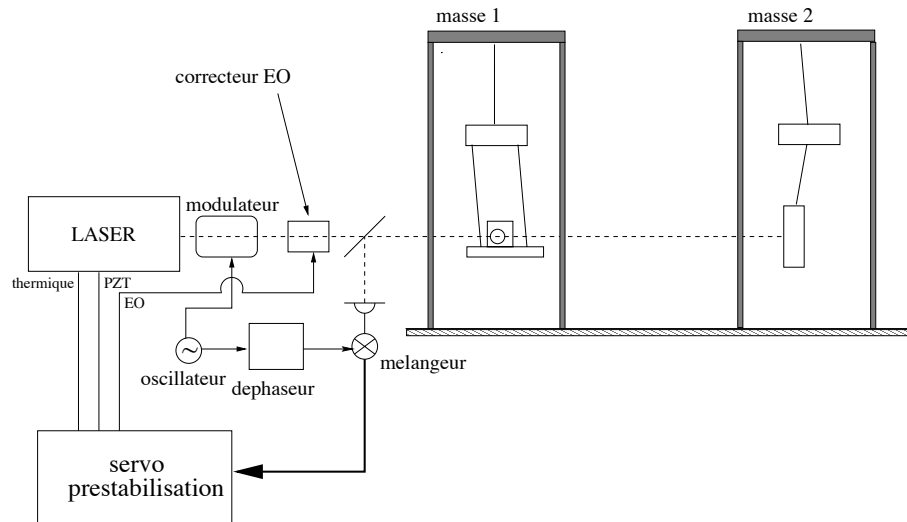 masse 1
masse 2
correcteur EO
modulateur
LASER
thermique
PZT
EO
oscillateur
dephaseur
melangeur
servo
prestabilisation